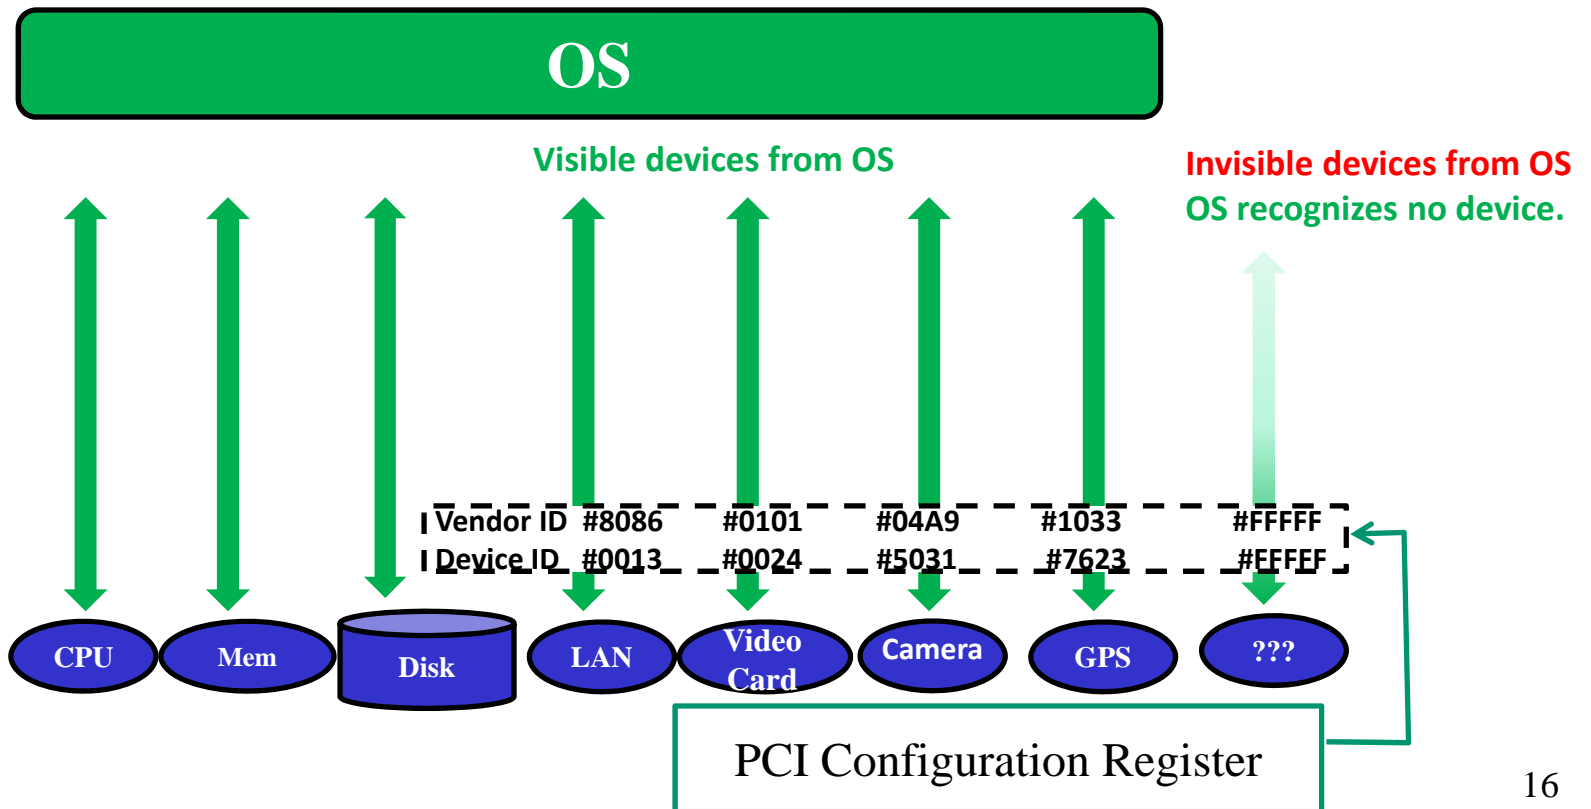 OS
Visible devices from OS
Invisible devices from OS
OS recognizes no device.
Vendor ID #8086 #0101 #04A9 #1033 #FFFFF
Device ID #0013 #0024 #5031 #7623 #FFFFF
CPU
Mem
Disk
LAN
Video
Card
Camera
GPS
???
PCI Configuration Register
16